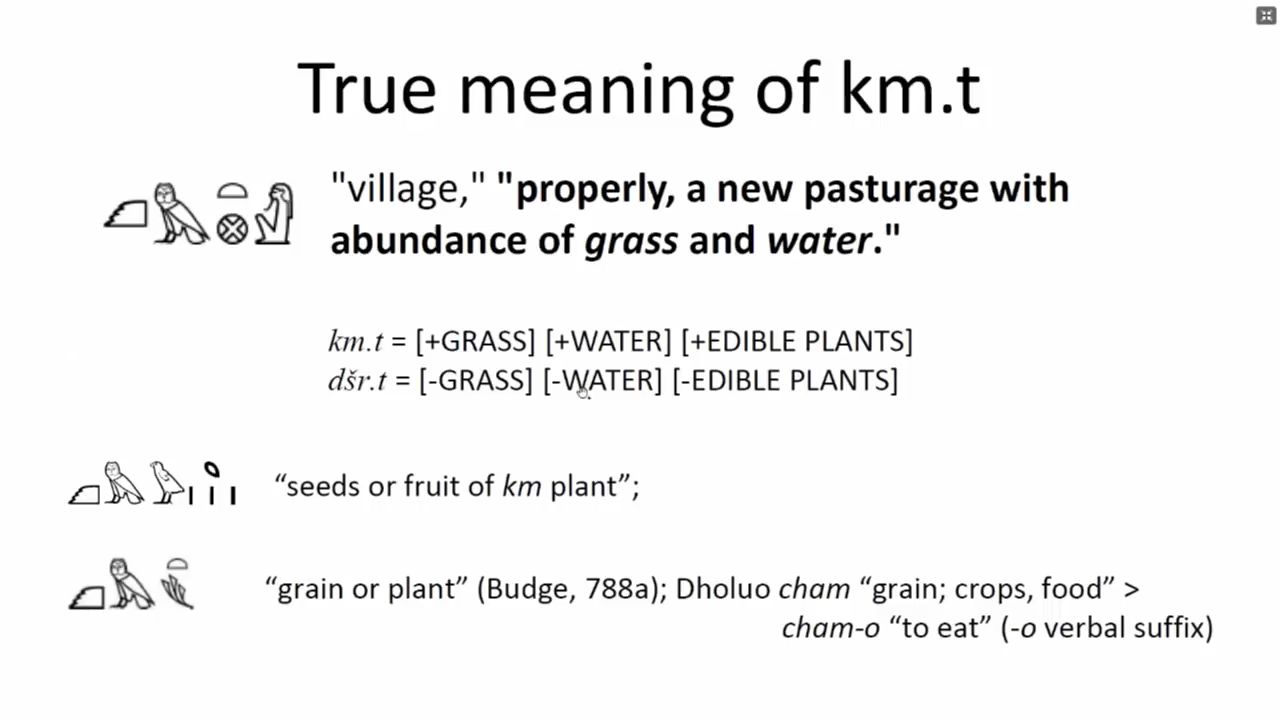 True meaning of km.t
"village," "properly, a new pasturage with
abundance of grass and water."
km.t = [+GRASS] [+WATER] [+EDIBLE PLANTS]
dšr.t = [-GRASS] [-WATER] [-EDIBLE PLANTS]
“seeds or fruit of km plant”;
“grain or plant” (Budge, 788a); Dholuo cham “grain; crops, food” >
cham-o “to eat” (-o verbal suffix)